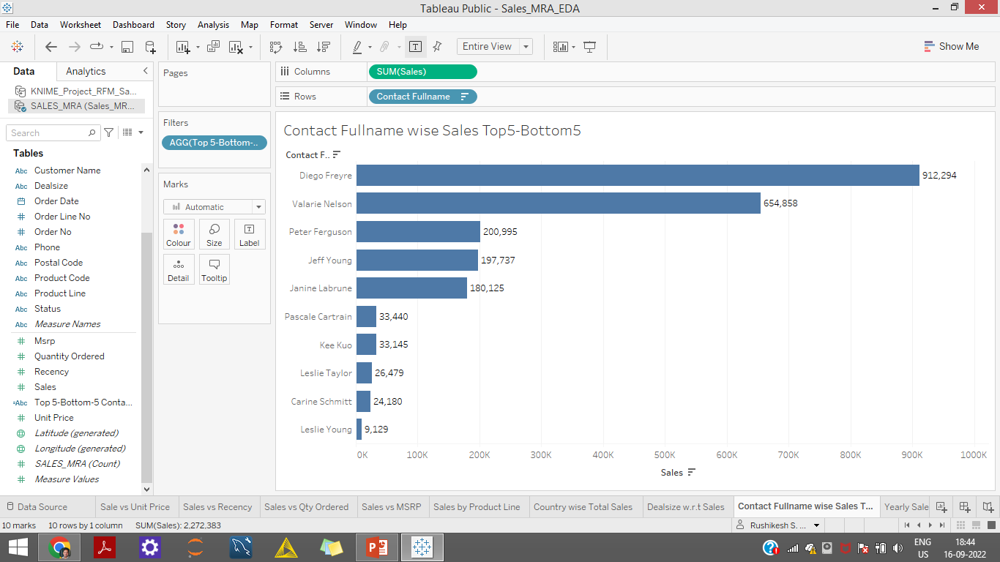 Tableau Public - Sales_MRA_EDA
File Data Worksheet Dashboard Story Analysis Map Format Server Window Help
Entire View
Show Me
Data Analytics
KNIME_Project_RFM_Sa...
SALES_MRA (Sales_MR...
Search
Tables
Abc Customer Name
Abc Dealsize
Order Date
# Order Line No
# Order No
Abc Phone
Abc Postal Code
Abc Product Code
Abc Product Line
Abc Status
Abc Measure Names
# Msrp
# Quantity Ordered
# Recency
# Sales
=Abc Top 5-Bottom-5 Conta...
# Unit Price
Latitude (generated)
Longitude (generated)
# SALES_MRA (Count)
# Measure Values
Pages
Filters
AGG(Top 5-Bottom-..
Marks
Automatic
Colour Size Label
Detail Tooltip
Columns SUM(Sales)
Rows Contact Fullname
Contact Fullname wise Sales Top5-Bottom5
Contact F..
Diego Freyre 912,294
Valarie Nelson 654,858
Peter Ferguson 200,995
Jeff Young 197,737
Janine Labrune 180,125
Pascale Cartrain 33,440
Kee Kuo 33,145
Leslie Taylor 26,479
Carine Schmitt 24,180
Leslie Young 9,129
0K 100K 200K 300K 400K 500K 600K 700K 800K 900K 1000K
Sales
Data Source Sale vs Unit Price Sales vs Recency Sales vs Qty Ordered Sales vs MSRP Sales by Product Line Country wise Total Sales Dealsize w.r.t Sales Contact Fullname wise Sales T... Yearly Sale
10 marks 10 rows by 1 column SUM(Sales): 2,272,383 Rushikesh S. ...
ENG 18:44
US 16-09-2022